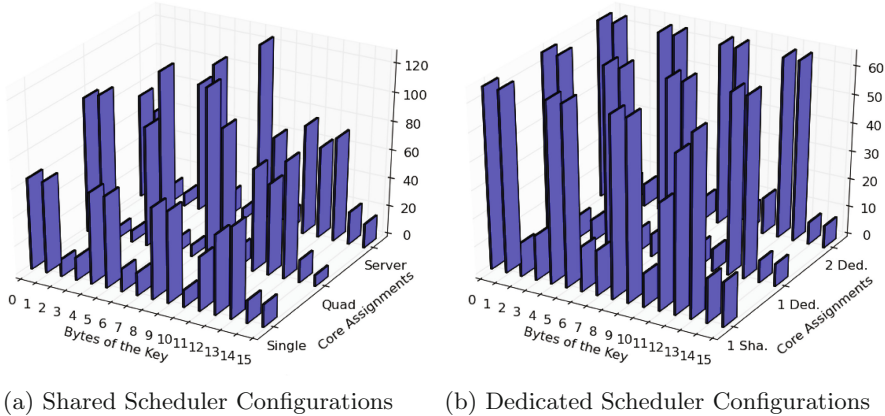 120
100
80
60
40
20
0
Server
Quad
Single
Core Assignments
0 1 2 3 4 5 6 7 8 9 10 11 12 13 14 15
Bytes of the Key
60
50
40
30
20
10
0
2 Ded.
1 Ded.
1 Sha.
Core Assignments
0 1 2 3 4 5 6 7 8 9 10 11 12 13 14 15
Bytes of the Key
(a) Shared Scheduler Configurations
(b) Dedicated Scheduler Configurations